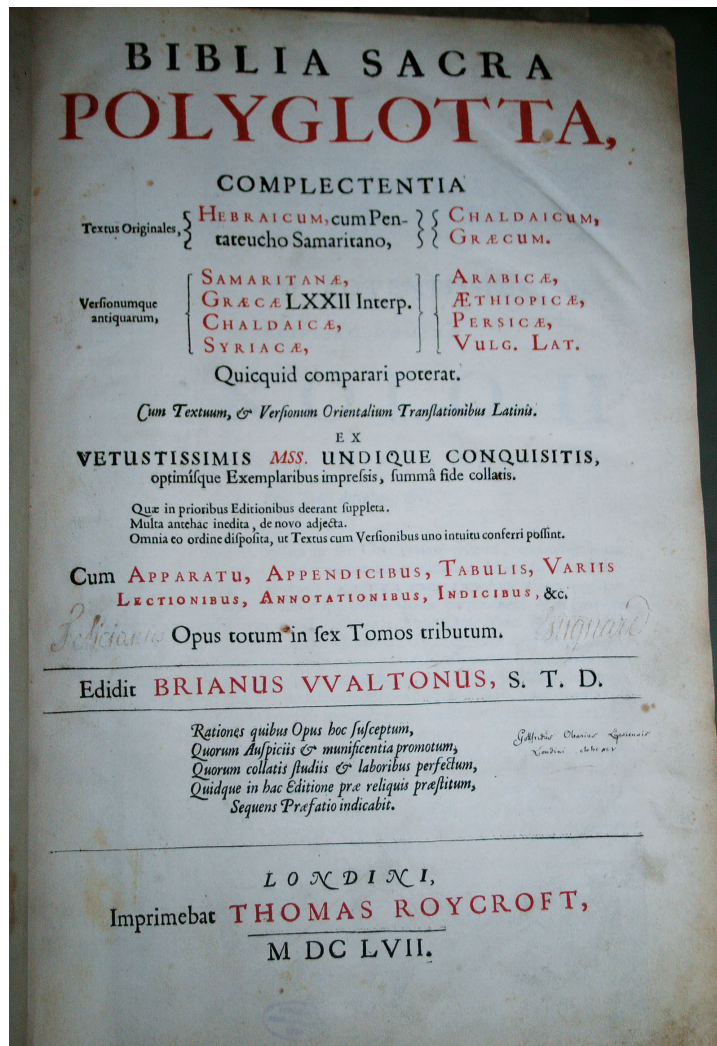 BIBLIA SACRA
POLYGLOTTA,
COMPLECTENTIA
Textus Originales, { HEBRAICUM, cum Pen- } { CHALDAICUM,
tateucho Samaritano, GRÆCUM.
Versionumque antiquarum, { SAMARITANÆ, } { ARABICÆ,
GRÆCÆ LXXII Interp. ÆTHIOPICÆ,
CHALDAICÆ, PERSICÆ,
SYRIACÆ, VULG. LAT.
Quicquid comparari poterat.
Cum Textuum, & Verſionum Orientalium Tranſlationibus Latinis.
EX
VETUSTISSIMIS MSS. UNDIQUE CONQUISITIS,
optimíſque Exemplaribus impreſsis, ſummâ fide collatis.
Quæ in prioribus Editionibus deerant ſuppleta.
Multa antehac inedita, de novo adjecta.
Omnia eo ordine diſpoſita, ut Textus cum Verſionibus uno intuitu conferri poſſint.
Cum APPARATU, APPENDICIBUS, TABULIS, VARIIS
LECTIONIBUS, ANNOTATIONIBUS, INDICIBUS, &c.
Opus totum in ſex Tomos tributum.
Edidit BRIANUS VVALTONUS, S. T. D.
Rationes quibus Opus hoc ſuſceptum,
Quorum Auſpiciis & munificentia promotum,
Quorum collatis ſtudiis & laboribus perfectum,
Quidque in hac Editione præ reliquis præſtitum,
Sequens Præfatio indicabit.
LONDINI,
Imprimebat THOMAS ROYCROFT,
M DC LVII.